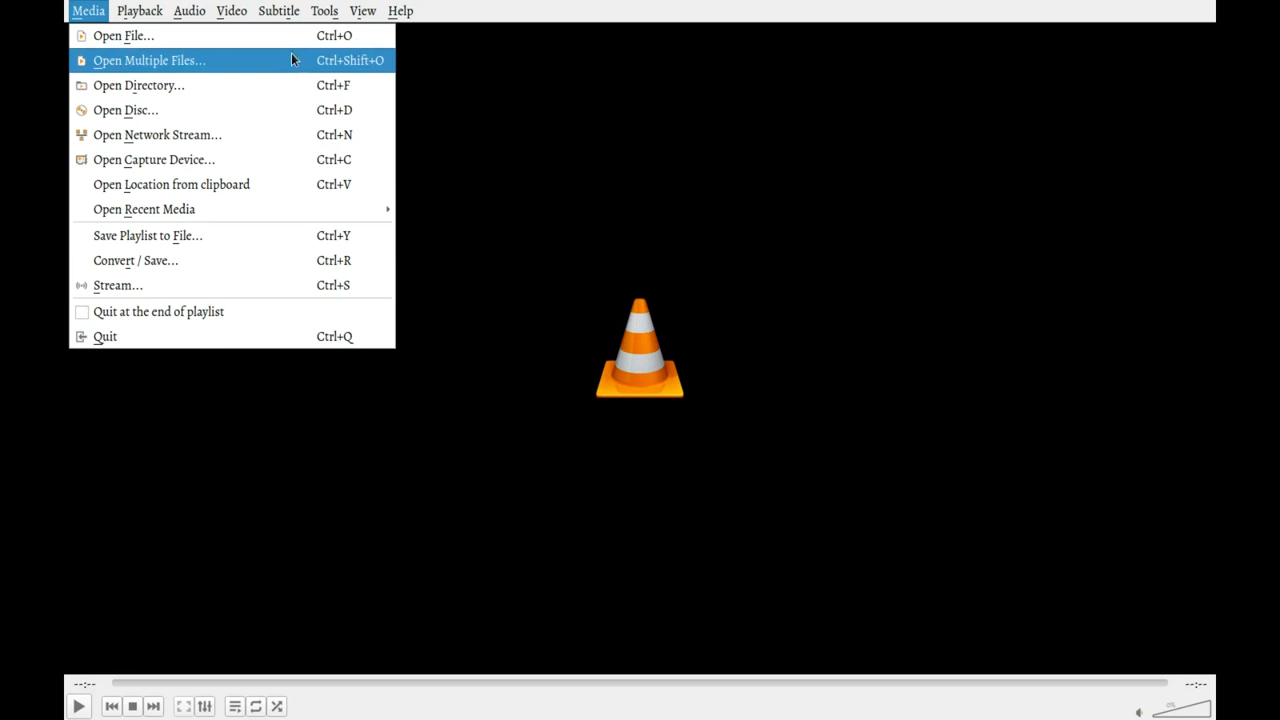 Media Playback Audio Video Subtitle Tools View Help
Open File... Ctrl+O
Open Multiple Files... Ctrl+Shift+O
Open Directory... Ctrl+F
Open Disc... Ctrl+D
Open Network Stream... Ctrl+N
Open Capture Device... Ctrl+C
Open Location from clipboard Ctrl+V
Open Recent Media
Save Playlist to File... Ctrl+Y
Convert / Save... Ctrl+R
Stream... Ctrl+S
Quit at the end of playlist
Quit Ctrl+Q
--:-- --:--
0%